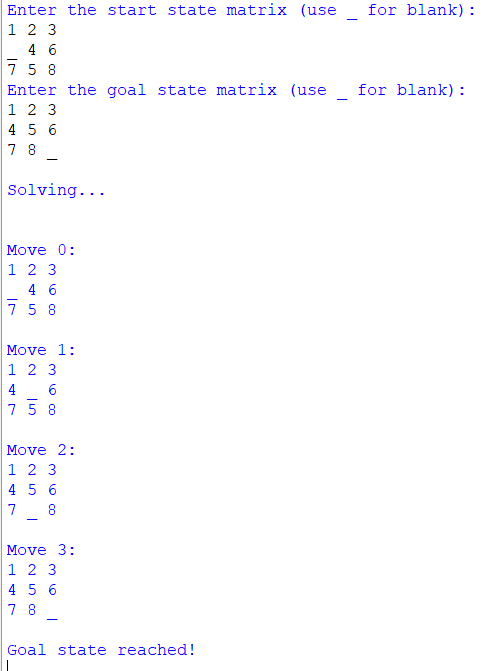 Enter the start state matrix (use _ for blank):
1 2 3
_ 4 6
7 5 8
Enter the goal state matrix (use _ for blank):
1 2 3
4 5 6
7 8 _
Solving...
Move 0:
1 2 3
_ 4 6
7 5 8
Move 1:
1 2 3
4 _ 6
7 5 8
Move 2:
1 2 3
4 5 6
7 _ 8
Move 3:
1 2 3
4 5 6
7 8 _
Goal state reached!